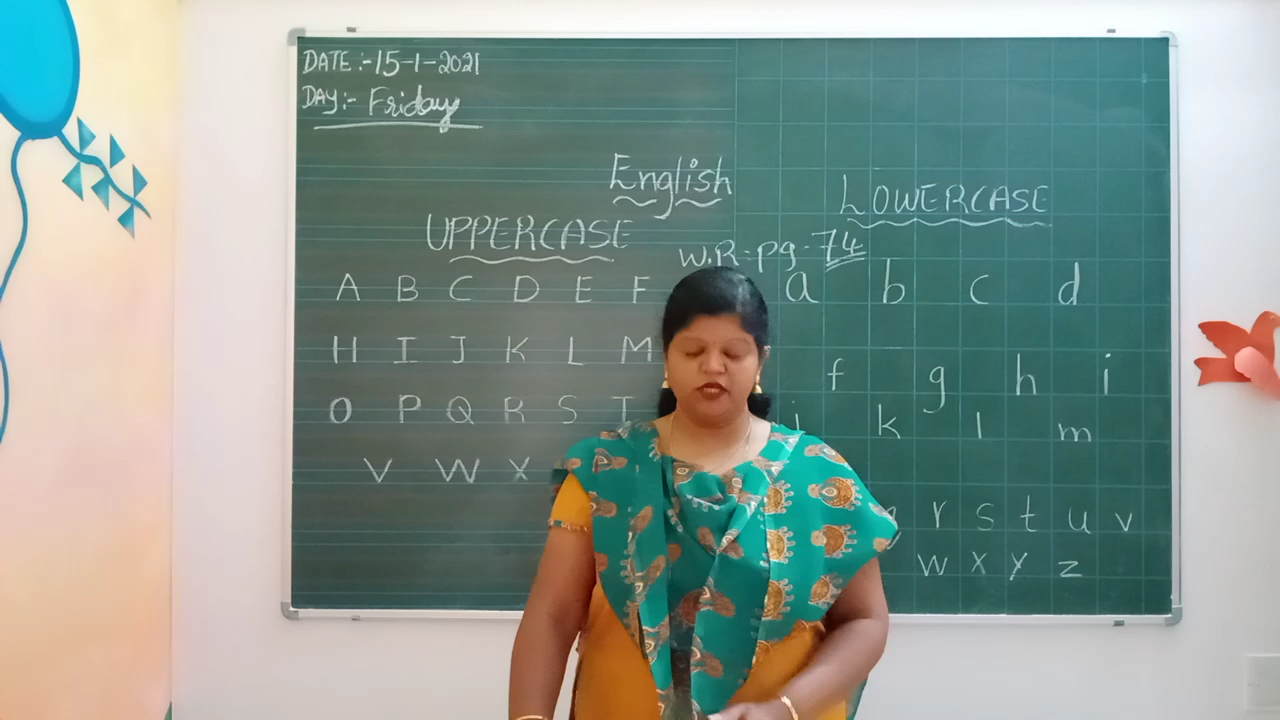 DATE:-15-1-2021
DAY:- Friday
English
UPPERCASE
LOWERCASE
W.R=pg-74
A B C D E F
H I J K L M
O P Q R S T
V W X
a b c d
f g h i
j k l m
r s t u v
w x y z